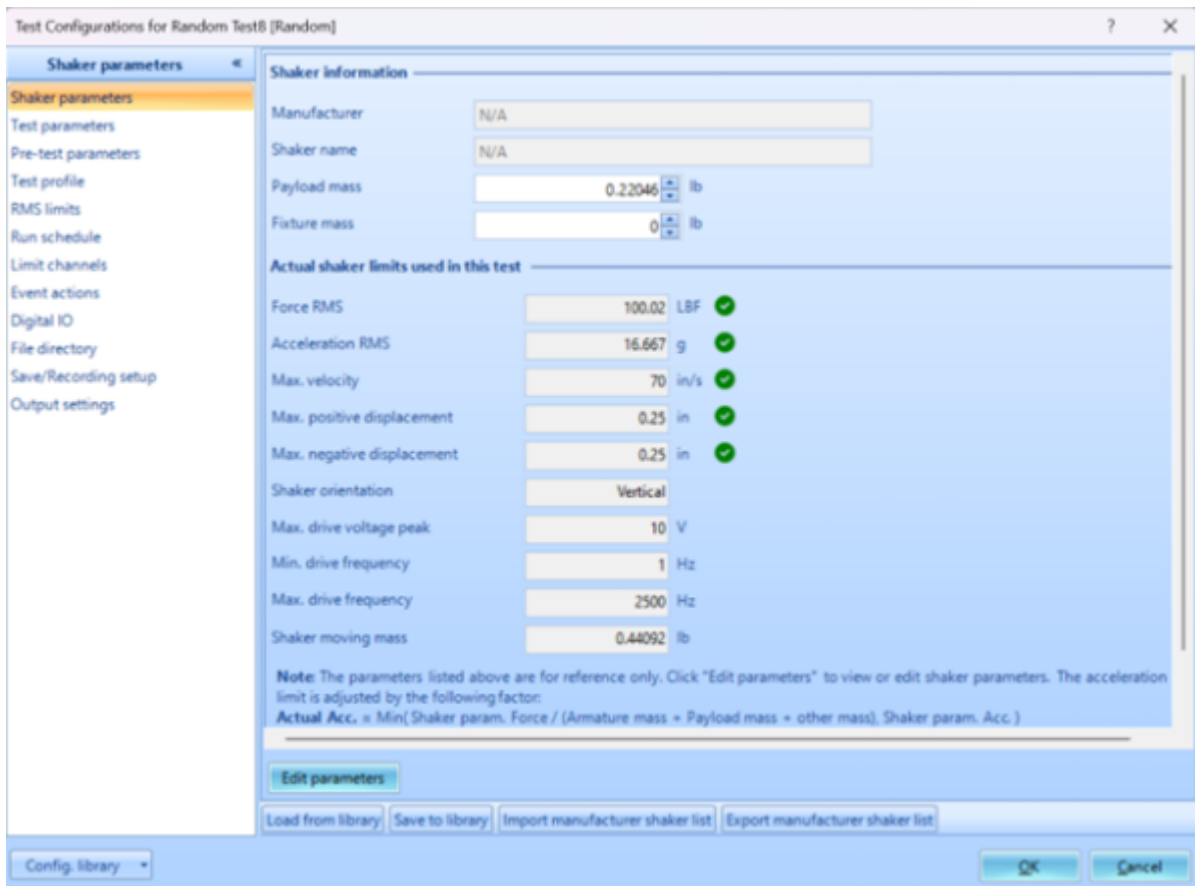 Test Configurations for Random Test8 [Random]
? ×
Shaker parameters «
Shaker parameters
Test parameters
Pre-test parameters
Test profile
RMS limits
Run schedule
Limit channels
Event actions
Digital IO
File directory
Save/Recording setup
Output settings
Shaker information
Manufacturer N/A
Shaker name N/A
Payload mass 0.22046 lb
Fixture mass 0 lb
Actual shaker limits used in this test
Force RMS 100.02 LBF
Acceleration RMS 16.667 g
Max. velocity 70 in/s
Max. positive displacement 0.25 in
Max. negative displacement 0.25 in
Shaker orientation Vertical
Max. drive voltage peak 10 V
Min. drive frequency 1 Hz
Max. drive frequency 2500 Hz
Shaker moving mass 0.44092 lb
Note: The parameters listed above are for reference only. Click "Edit parameters" to view or edit shaker parameters. The acceleration
limit is adjusted by the following factor:
Actual Acc. = Min( Shaker param. Force / (Armature mass + Payload mass + other mass), Shaker param. Acc. )
Edit parameters
Load from library Save to library Import manufacturer shaker list Export manufacturer shaker list
Config. library OK Cancel